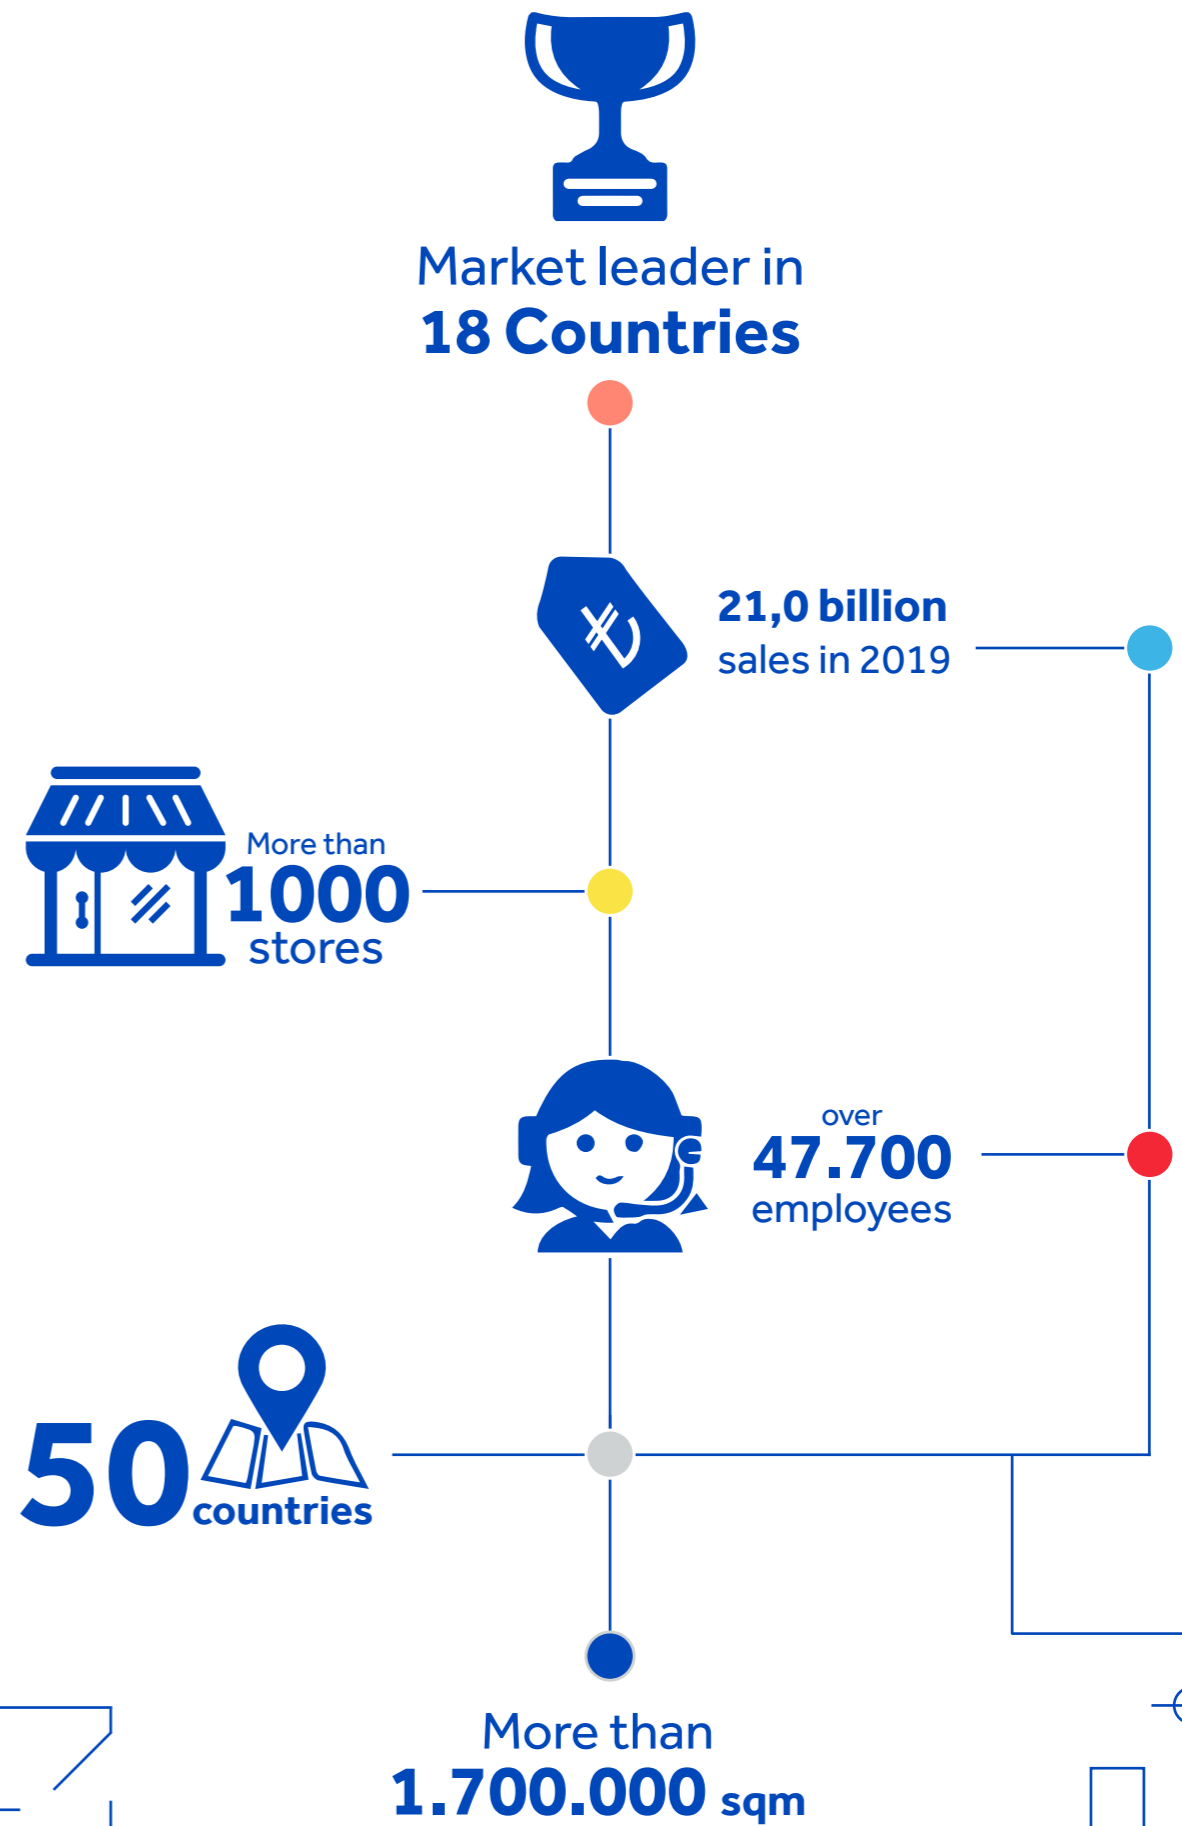 Market leader in
18 Countries
₺
21,0 billion
sales in 2019
More than
1000
stores
over
47.700
employees
50
countries
More than
1.700.000 sqm